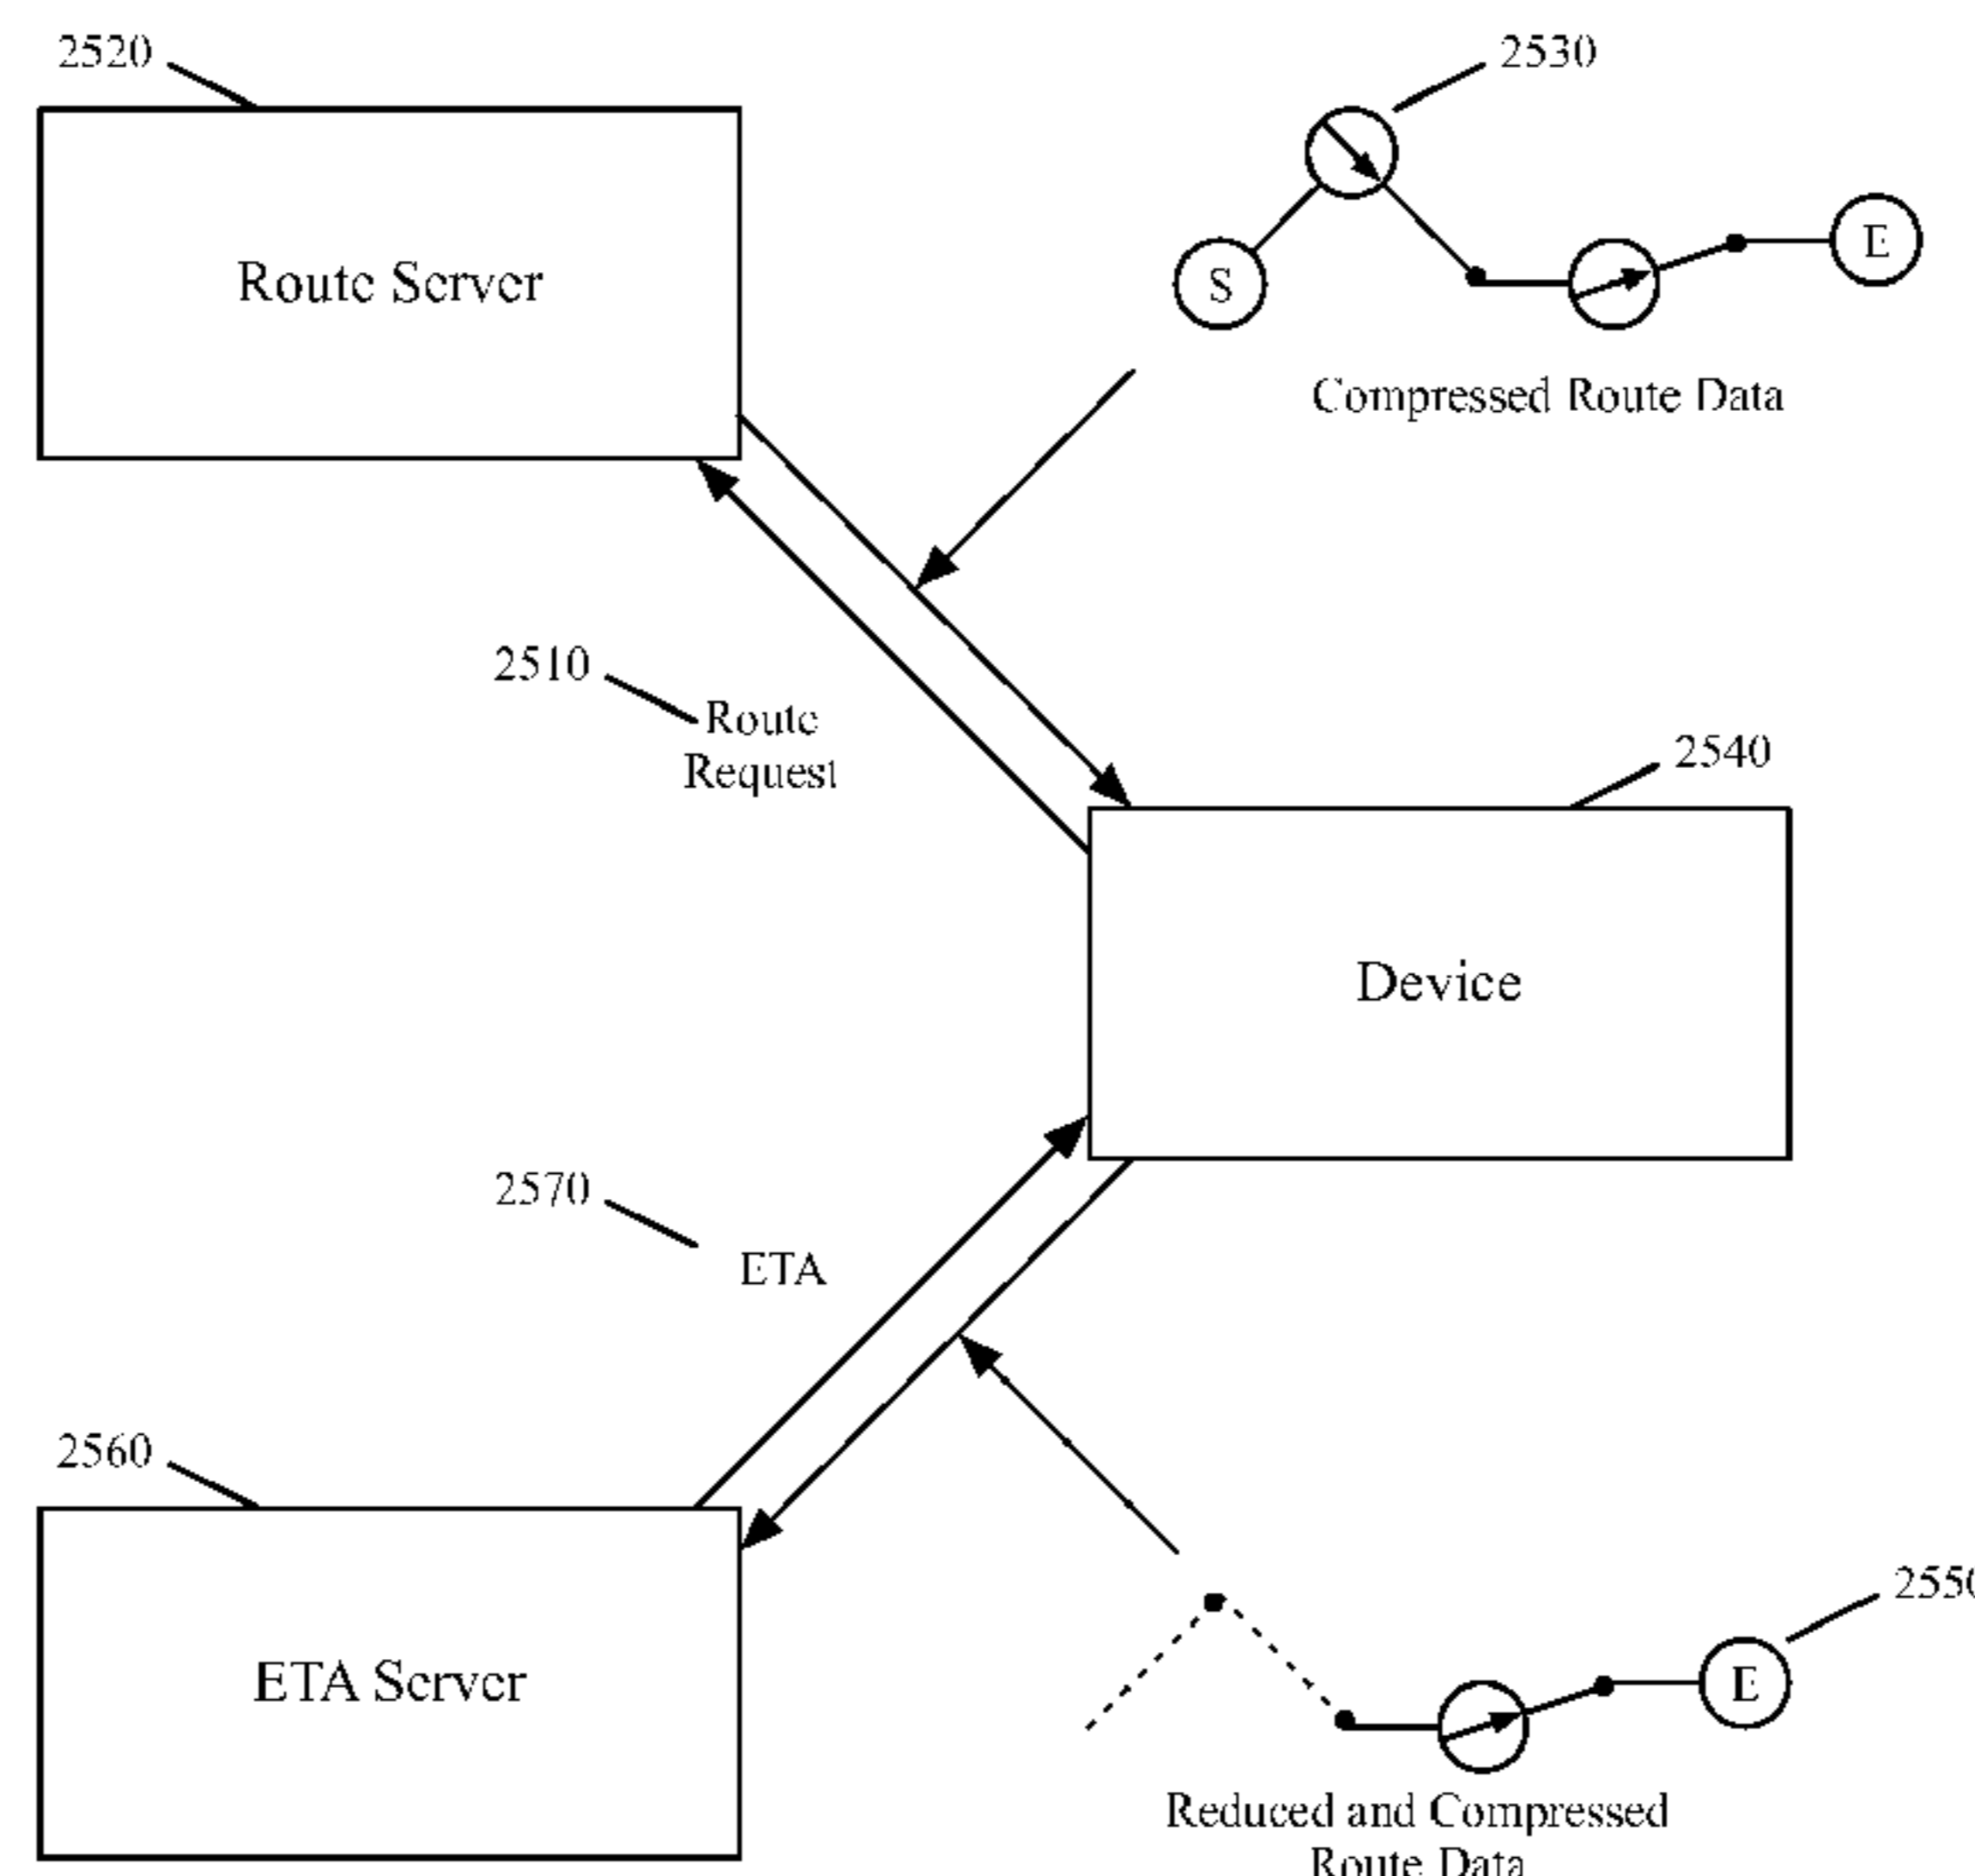 2520
2530
Route Server
S
E
Compressed Route Data
2510
Route
Request
2540
Device
2570
ETA
2560
2550
ETA Server
E
Reduced and Compressed
Route Data